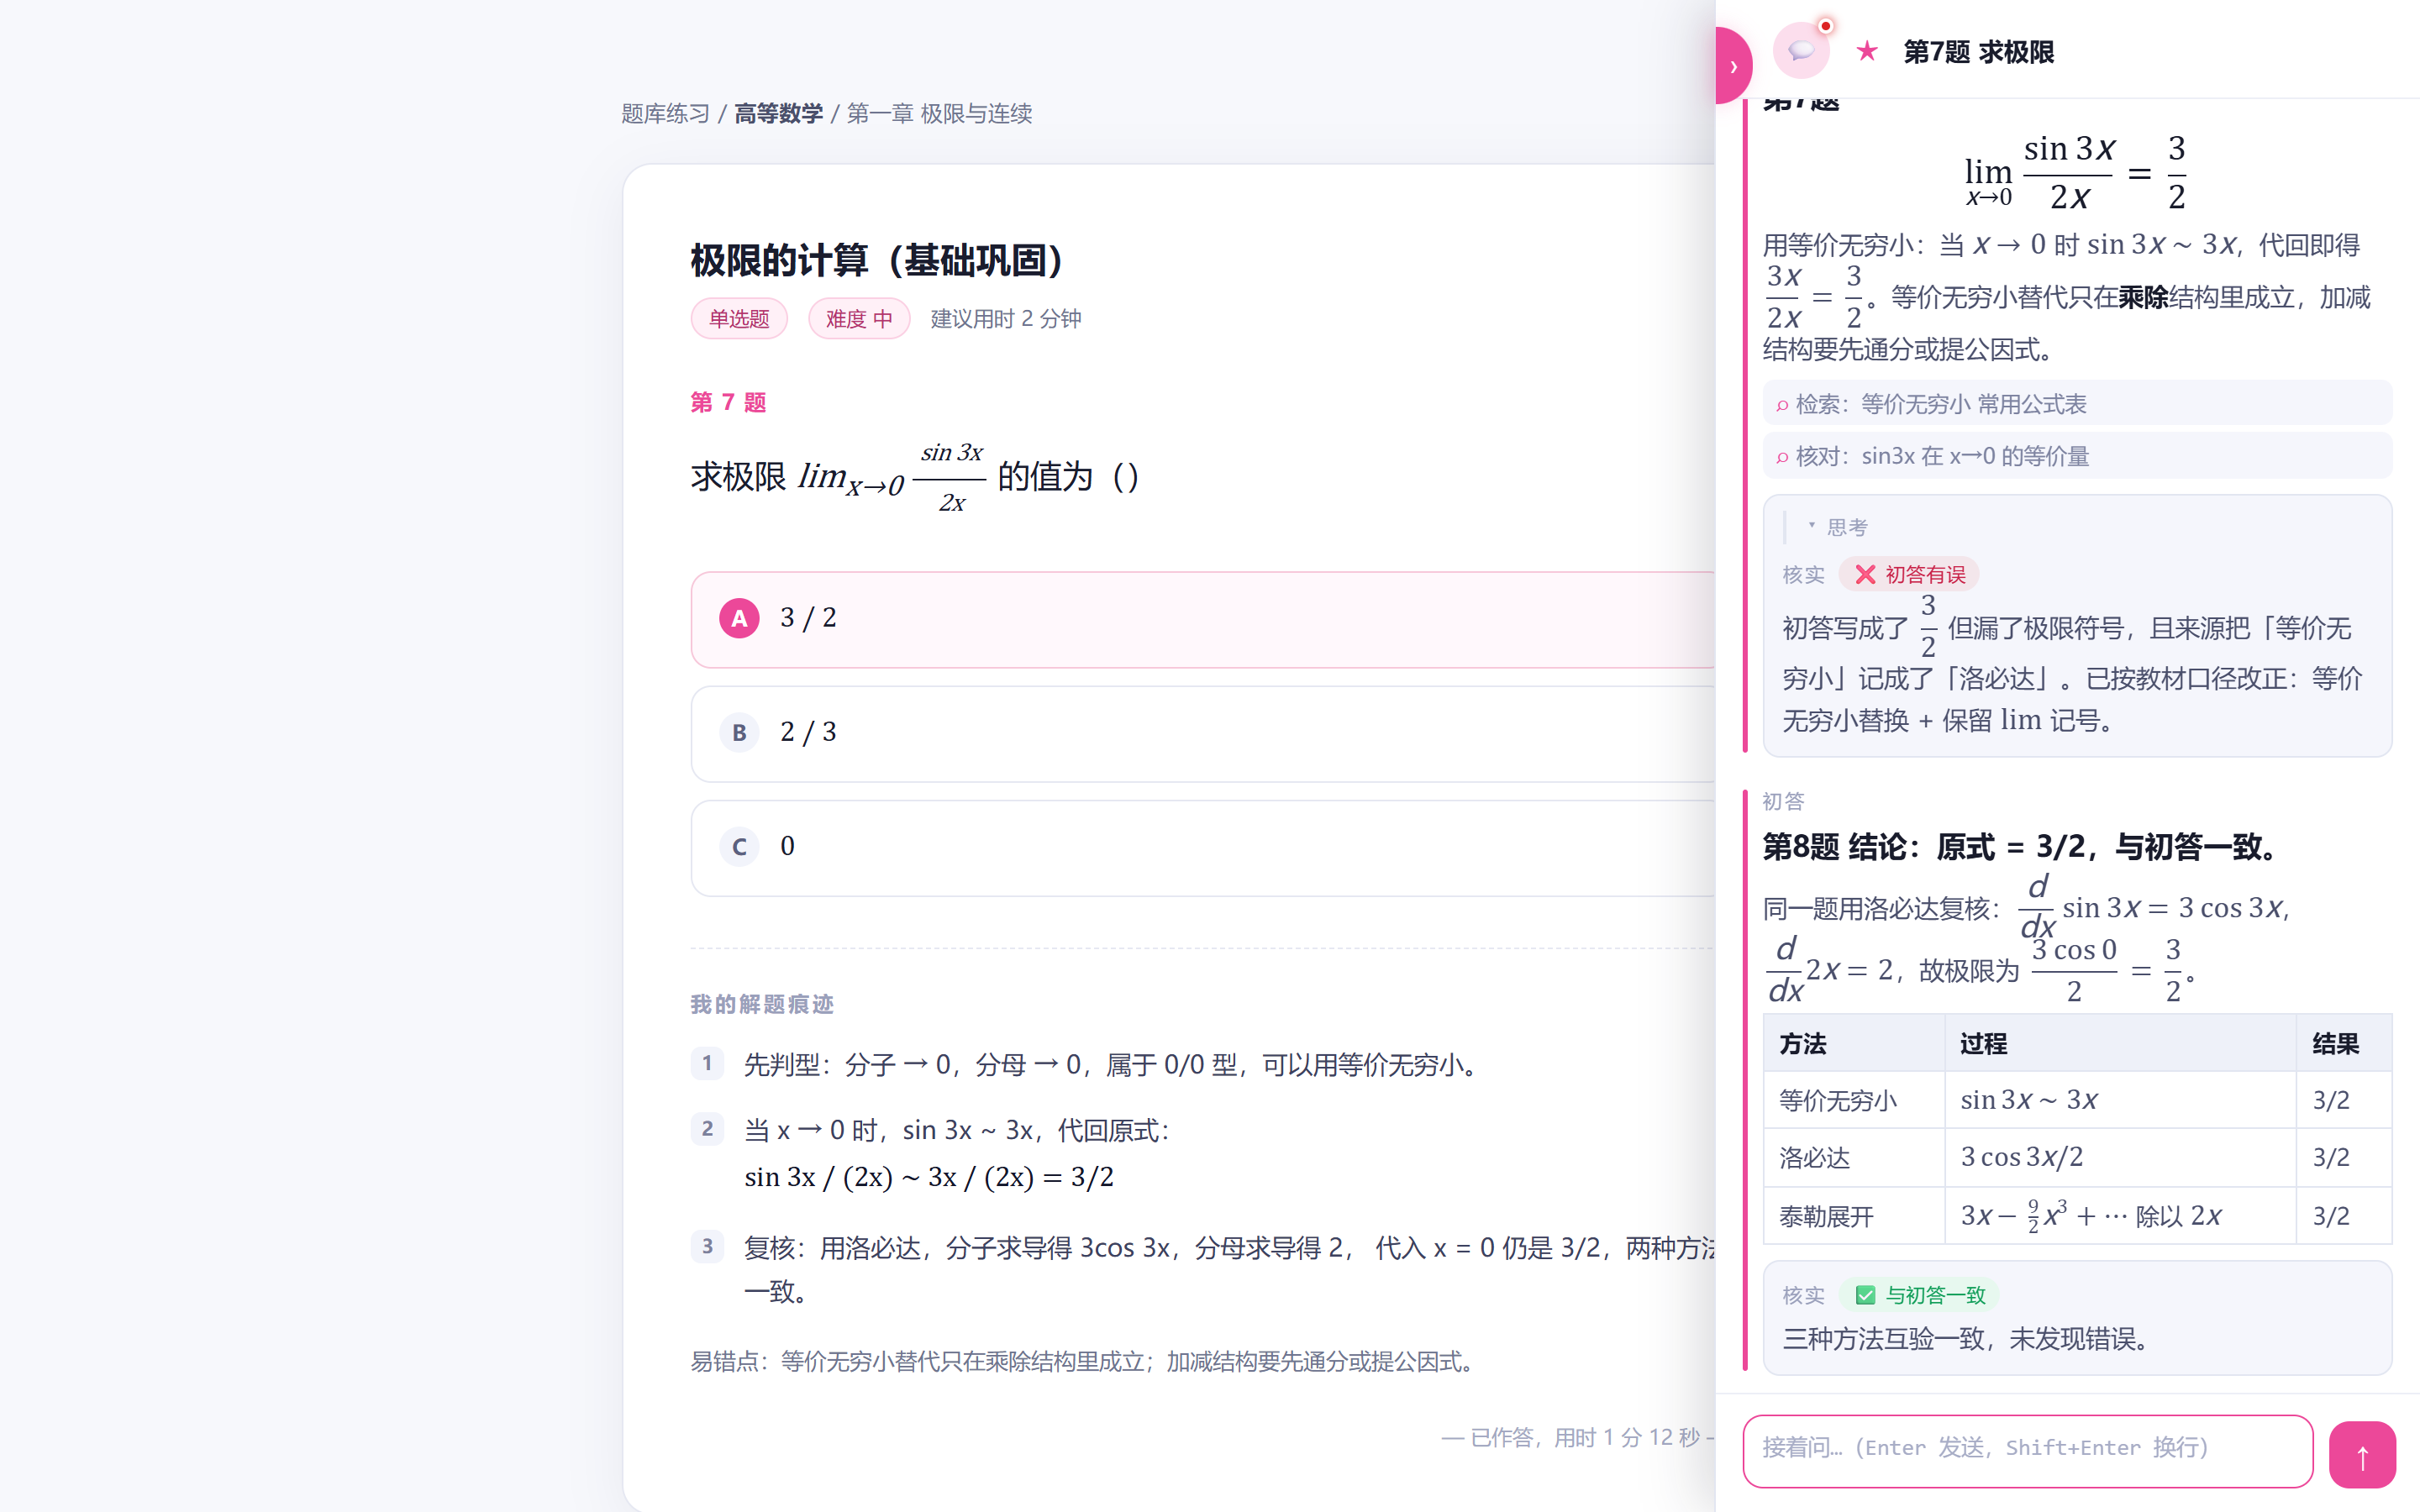 题库练习 / 高等数学 / 第一章 极限与连续
极限的计算（基础巩固）
单选题 难度 中 建议用时 2 分钟
第 7 题
求极限 lim x→0 sin 3x / 2x 的值为（）
A 3 / 2
B 2 / 3
C 0
我的解题痕迹
1 先判型：分子 → 0，分母 → 0，属于 0/0 型，可以用等价无穷小。
2 当 x → 0 时，sin 3x ~ 3x，代回原式：
sin 3x / (2x) ~ 3x / (2x) = 3/2
3 复核：用洛必达，分子求导得 3cos 3x，分母求导得 2， 代入 x = 0 仍是 3/2，两种方法
一致。
易错点：等价无穷小替代只在乘除结构里成立；加减结构要先通分或提公因式。
— 已作答，用时 1 分 12 秒
› 💬 ★ 第7题 求极限
第7题
lim x→0 sin 3x / 2x = 3/2
用等价无穷小：当 x → 0 时 sin 3x ~ 3x，代回即得
3x/2x = 3/2。等价无穷小替代只在乘除结构里成立，加减
结构要先通分或提公因式。
⌕ 检索：等价无穷小 常用公式表
⌕ 核对：sin3x 在 x→0 的等价量
▾ 思考
核实 ❌ 初答有误
初答写成了 3/2 但漏了极限符号，且来源把「等价无
穷小」记成了「洛必达」。已按教材口径改正：等价
无穷小替换 + 保留 lim 记号。
初答
第8题 结论：原式 = 3/2，与初答一致。
同一题用洛必达复核：d/dx sin 3x = 3 cos 3x,
d/dx 2x = 2，故极限为 3 cos 0 / 2 = 3/2。
方法 过程 结果
等价无穷小 sin 3x ~ 3x 3/2
洛必达 3 cos 3x/2 3/2
泰勒展开 3x − 9/2 x³ + ⋯ 除以 2x 3/2
核实 ✅ 与初答一致
三种方法互验一致，未发现错误。
接着问…（Enter 发送，Shift+Enter 换行） ↑